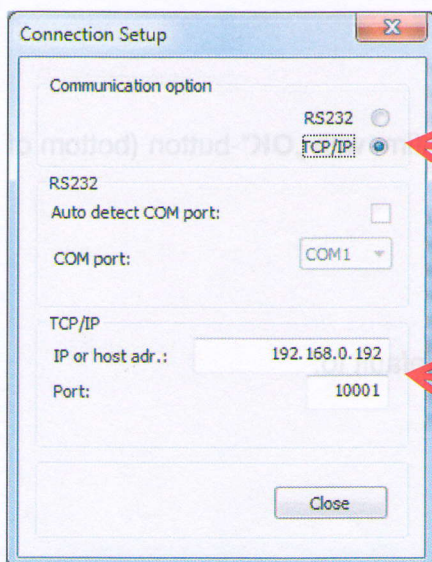 Connection Setup
Communication option
RS232
TCP/IP
RS232
Auto detect COM port:
COM port: COM1
TCP/IP
IP or host adr.: 192.168.0.192
Port: 10001
Close